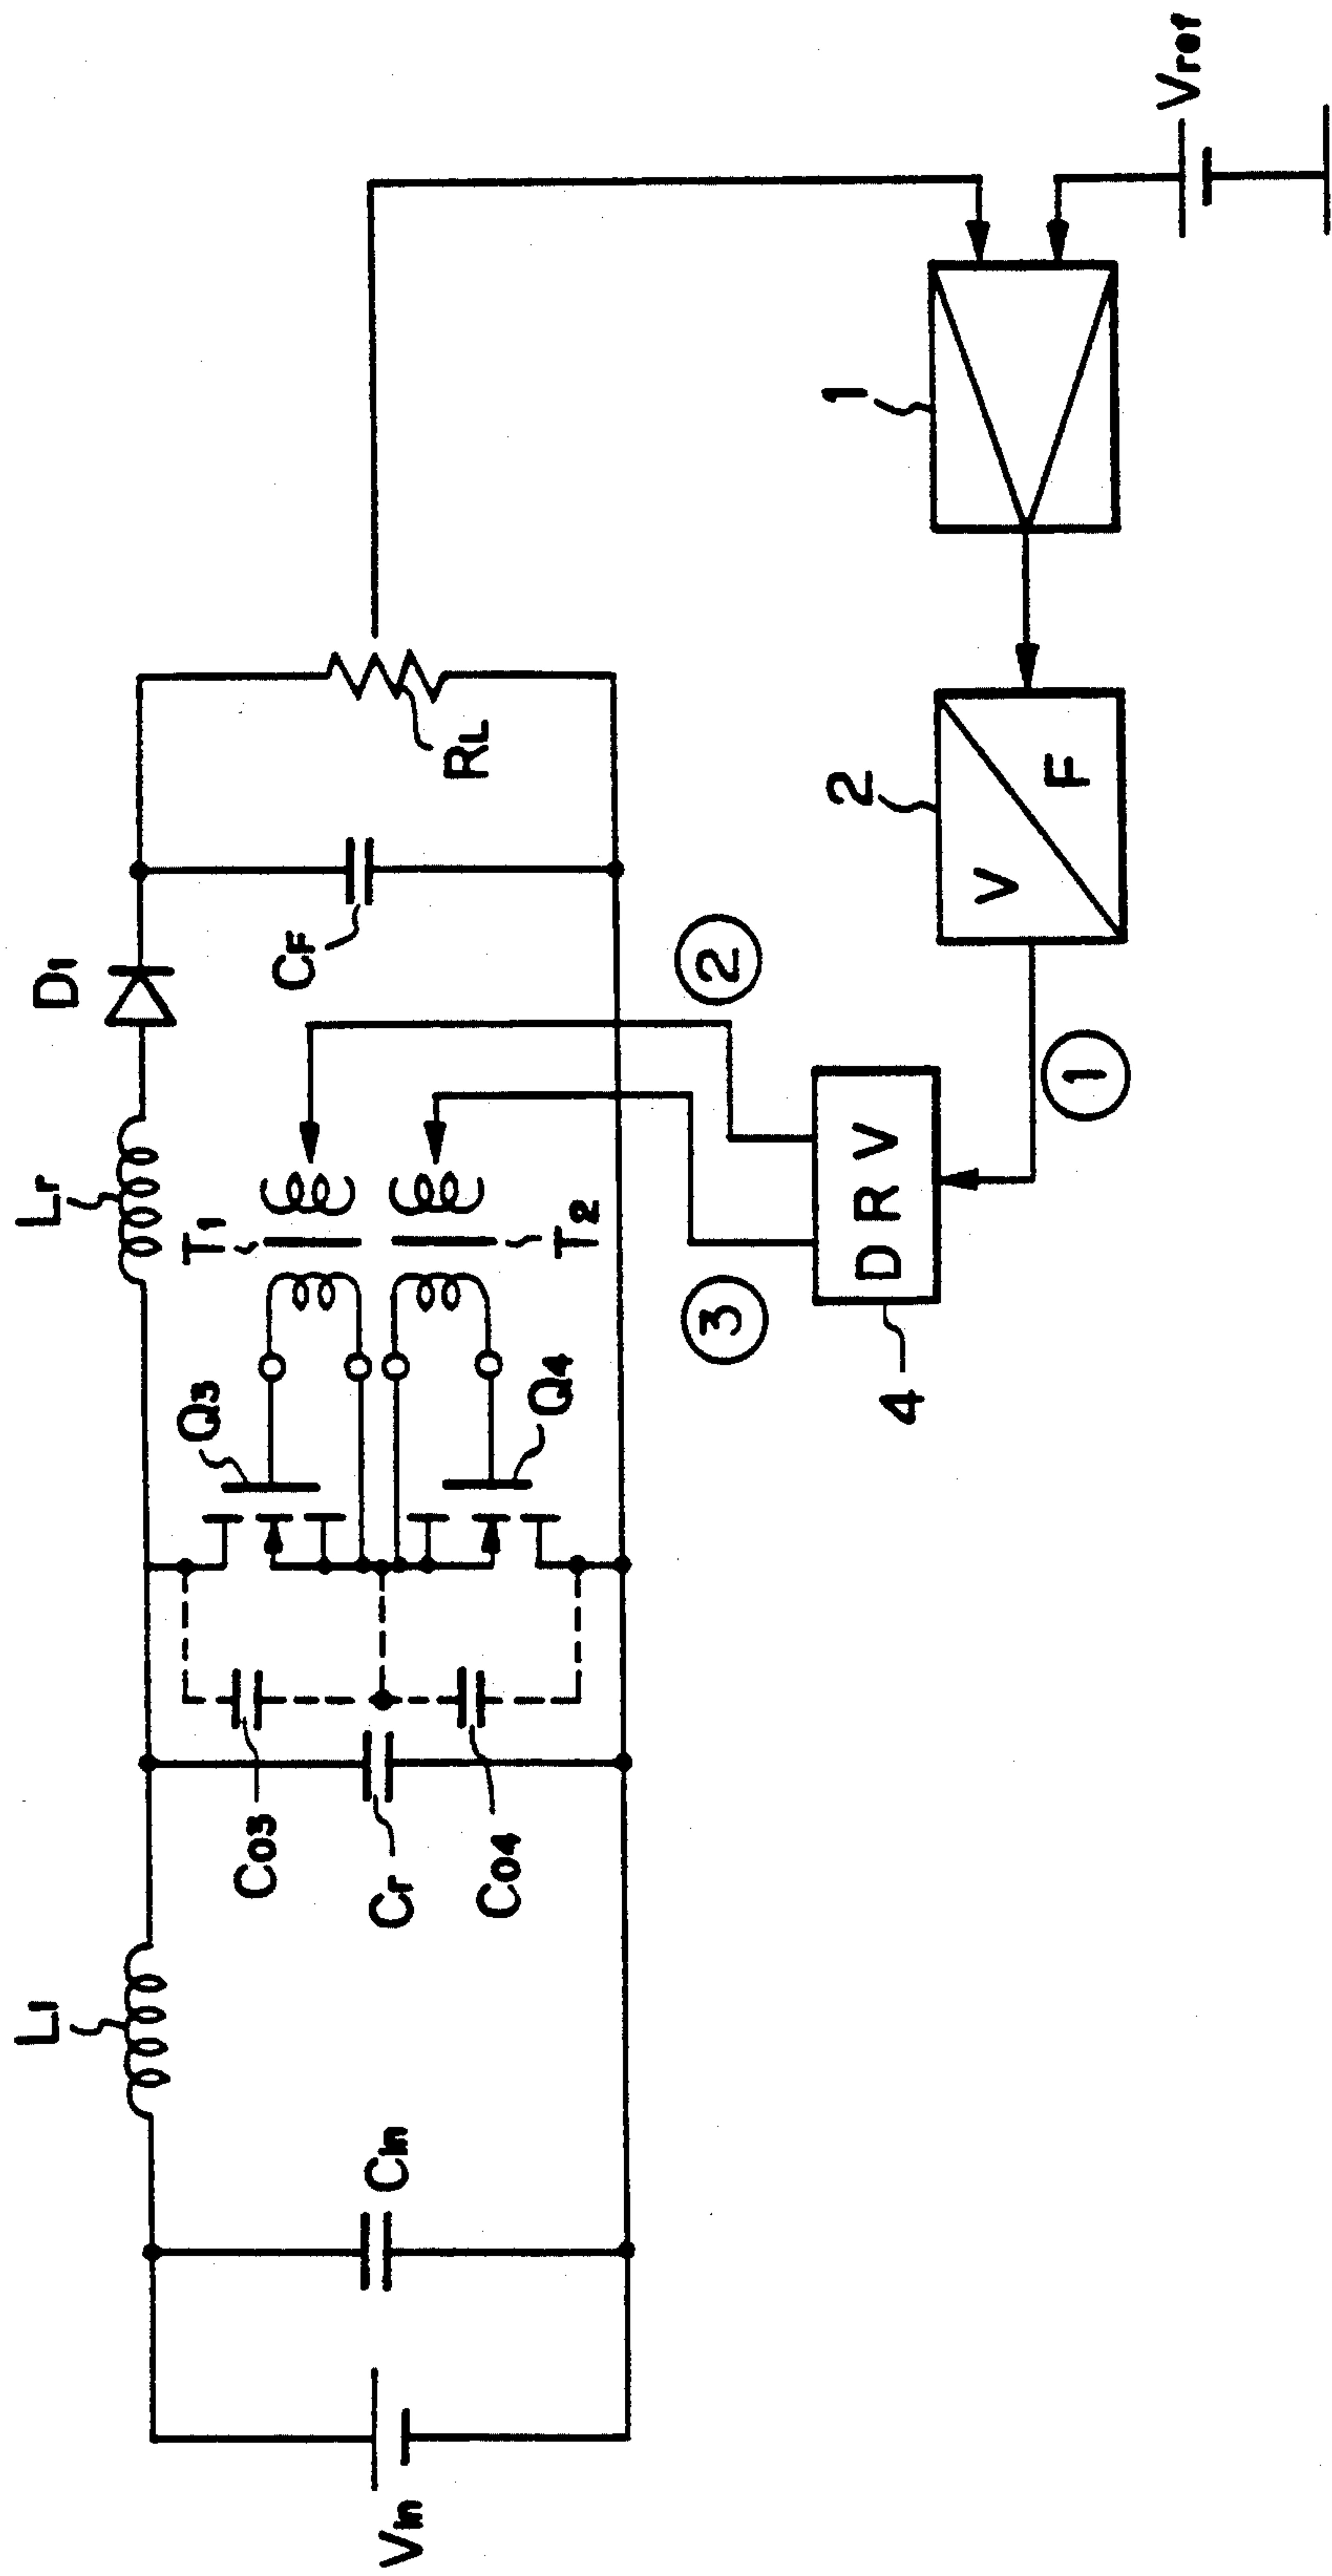 L1
Lr
D1
Vin
Cin
Co3
Cr
Co4
Q3
Q4
T1
T2
CF
RL
3
2
4
DRV
1
2
V
F
1
Vref